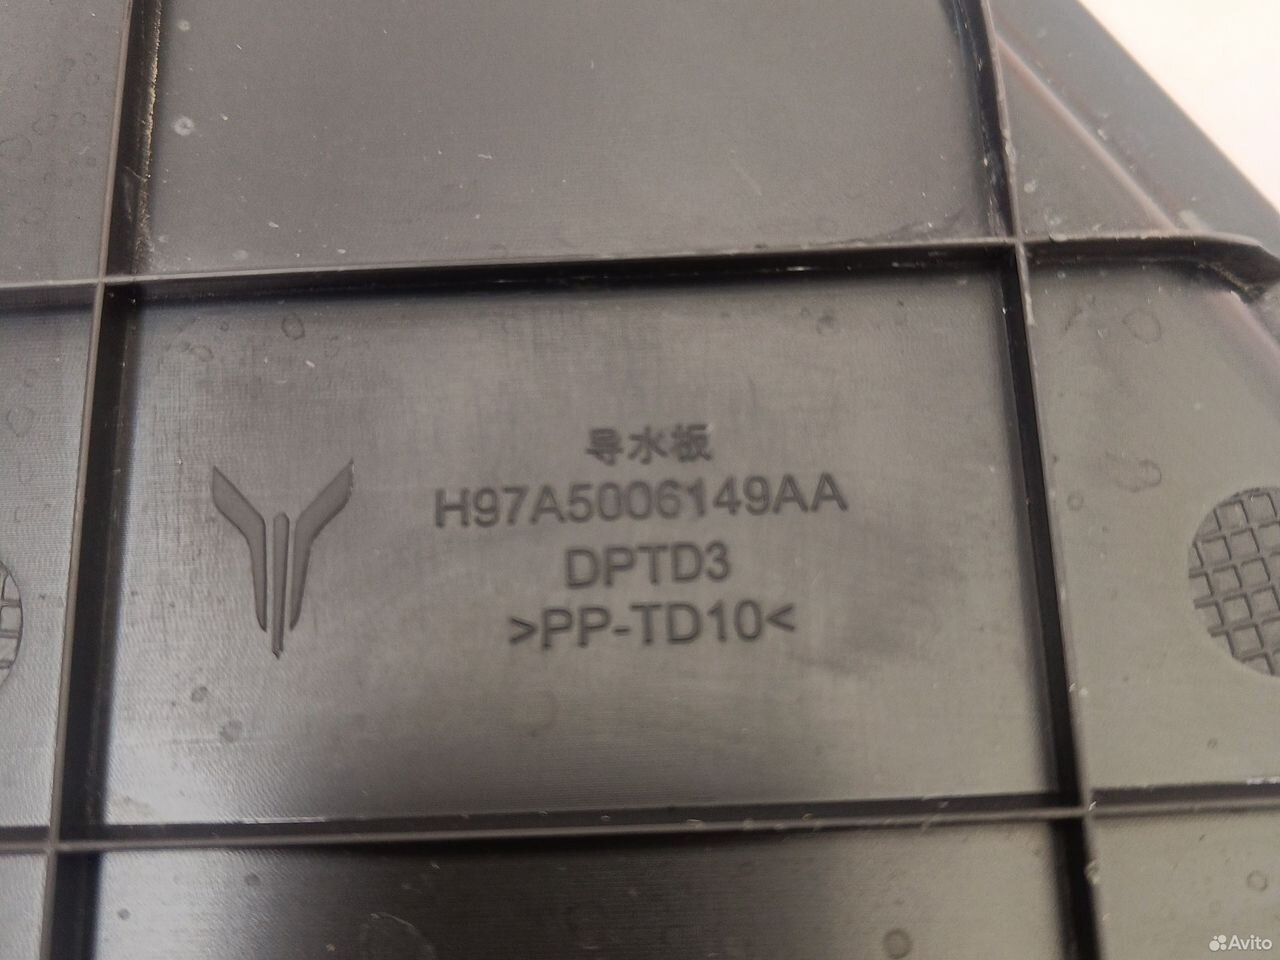 导水板
H97A5006149AA
DPTD3
>PP-TD10<
Avito